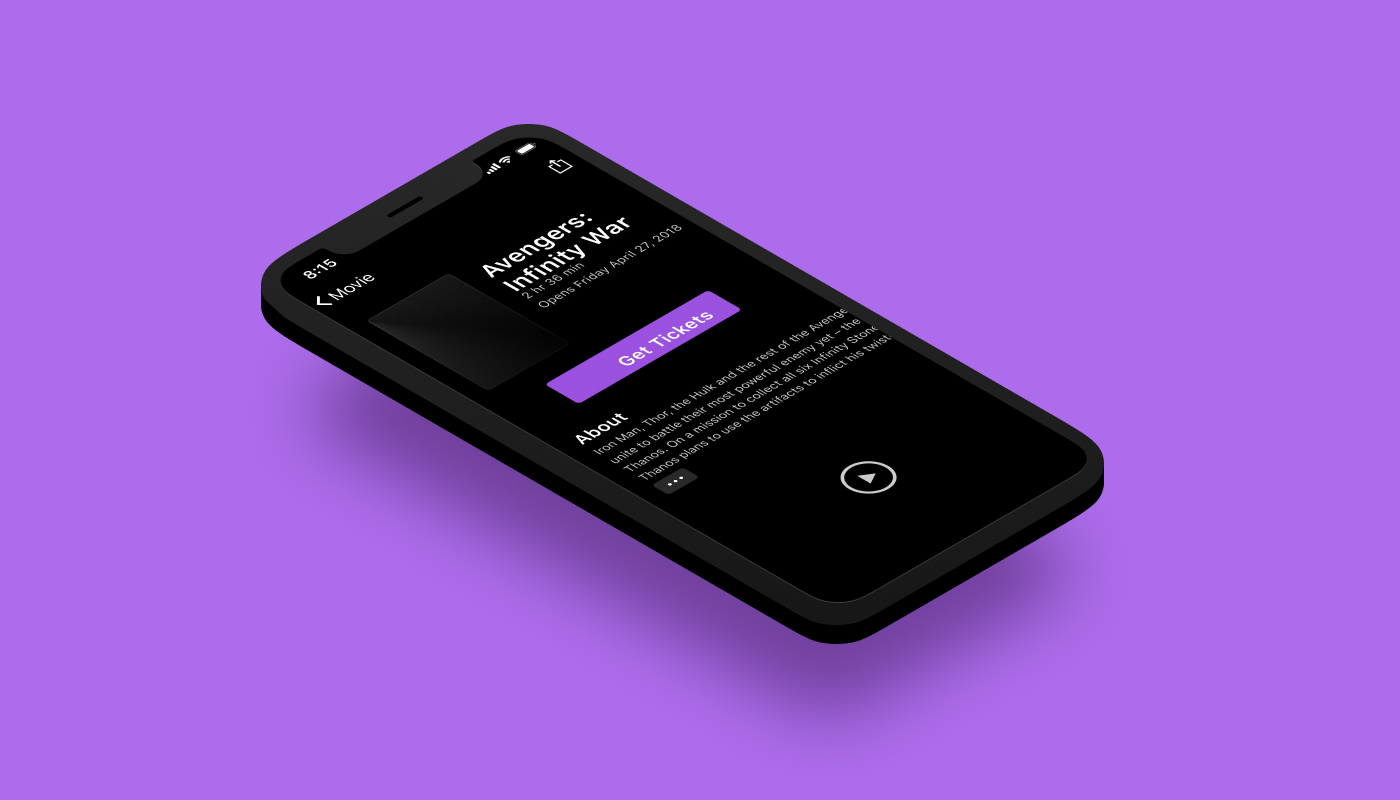 8:15
Movie
Avengers:
Infinity War
2 hr 36 min
Opens Friday April 27, 2018
Get Tickets
About
Iron Man, Thor, the Hulk and the rest of the Avenge
unite to battle their most powerful enemy yet – the
Thanos. On a mission to collect all six Infinity Stone
Thanos plans to use the artifacts to inflict his twist